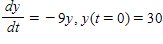 dy/dt = −9y, y(t = 0) = 30